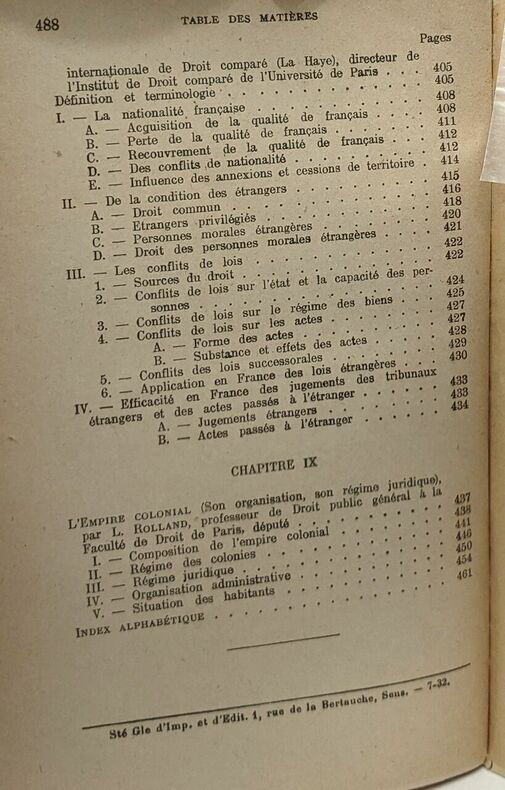 488 TABLE DES MATIÈRES
Pages
internationale de Droit comparé (La Haye), directeur de
l'Institut de Droit comparé de l'Université de Paris . . . 405
Définition et terminologie . . . . . . . . . . . 405
I. — La nationalité française . . . . . . . . . . 408
A. — Acquisition de la qualité de français . . . . 408
B. — Perte de la qualité de français . . . . . . 411
C. — Recouvrement de la qualité de français . . . 412
D. — Des conflits de nationalité . . . . . . . . 412
E. — Influence des annexions et cessions de territoire . 414
II. — De la condition des étrangers . . . . . . . . 415
A. — Droit commun . . . . . . . . . . . 416
B. — Etrangers privilégiés . . . . . . . . . 418
C. — Personnes morales étrangères . . . . . . 420
D. — Droit des personnes morales étrangères . . . 421
III. — Les conflits de lois . . . . . . . . . . . 422
1. — Sources du droit . . . . . . . . . . . 422
2. — Conflits de lois sur l'état et la capacité des per-
sonnes . . . . . . . . . . . . . . 424
3. — Conflits de lois sur le régime des biens . . . . 425
4. — Conflits de lois sur les actes . . . . . . . 427
A. — Forme des actes . . . . . . . . . 427
B. — Substance et effets des actes . . . . . 428
5. — Conflits des lois successorales . . . . . . . 429
6. — Application en France des lois étrangères . . . 430
IV. — Efficacité en France des jugements des tribunaux
étrangers et des actes passés à l'étranger . . . . . 433
A. — Jugements étrangers . . . . . . . . . 433
B. — Actes passés à l'étranger . . . . . . . 434
CHAPITRE IX
L'EMPIRE COLONIAL (Son organisation, son régime juridique),
par L. ROLLAND, professeur de Droit public général à la
Faculté de Droit de Paris, député . . . . . . . . 437
I. — Composition de l'empire colonial . . . . . . . 438
II. — Régime des colonies . . . . . . . . . . 441
III. — Régime juridique . . . . . . . . . . . 446
IV. — Organisation administrative . . . . . . . . 450
V. — Situation des habitants . . . . . . . . . 454
INDEX ALPHABÉTIQUE . . . . . . . . . . . . . 461
Sté Gle d'Imp. et d'Edit. 1, rue de la Bertauche, Sens. — 7-32.